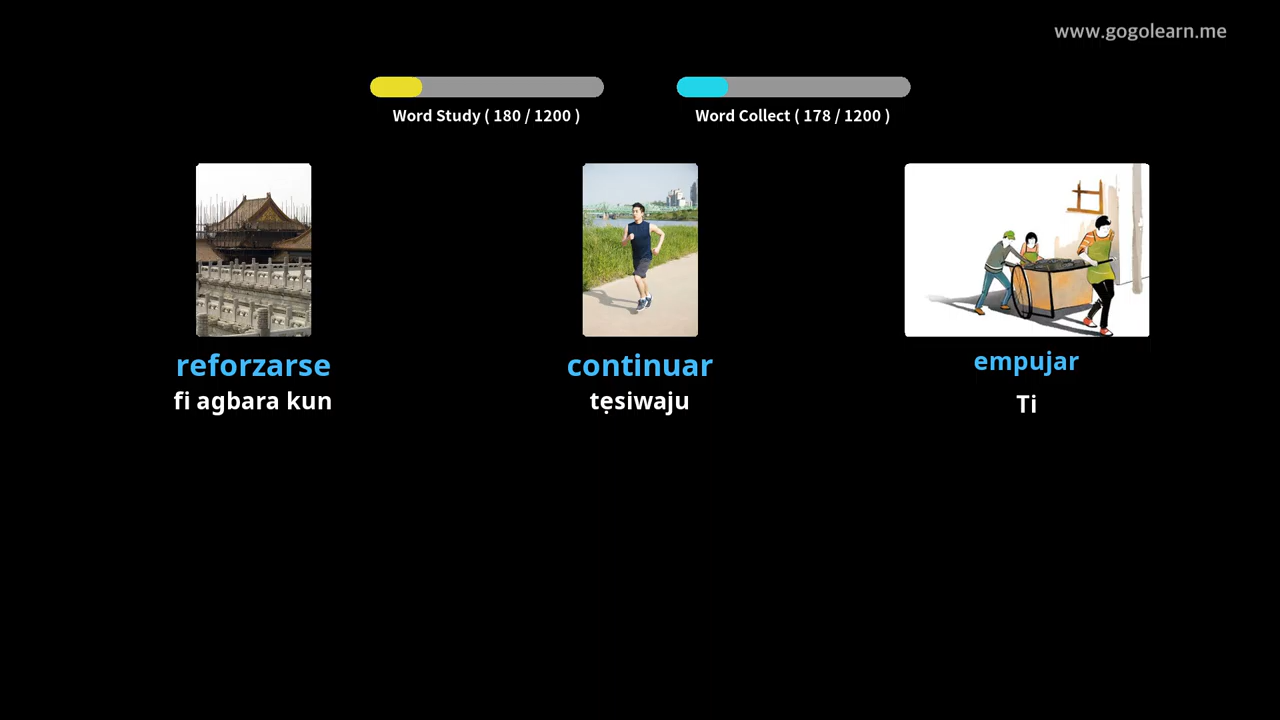 www.gogolearn.me
Word Study ( 180 / 1200 )
Word Collect ( 178 / 1200 )
reforzarse
fi agbara kun
continuar
tẹsiwaju
empujar
Ti